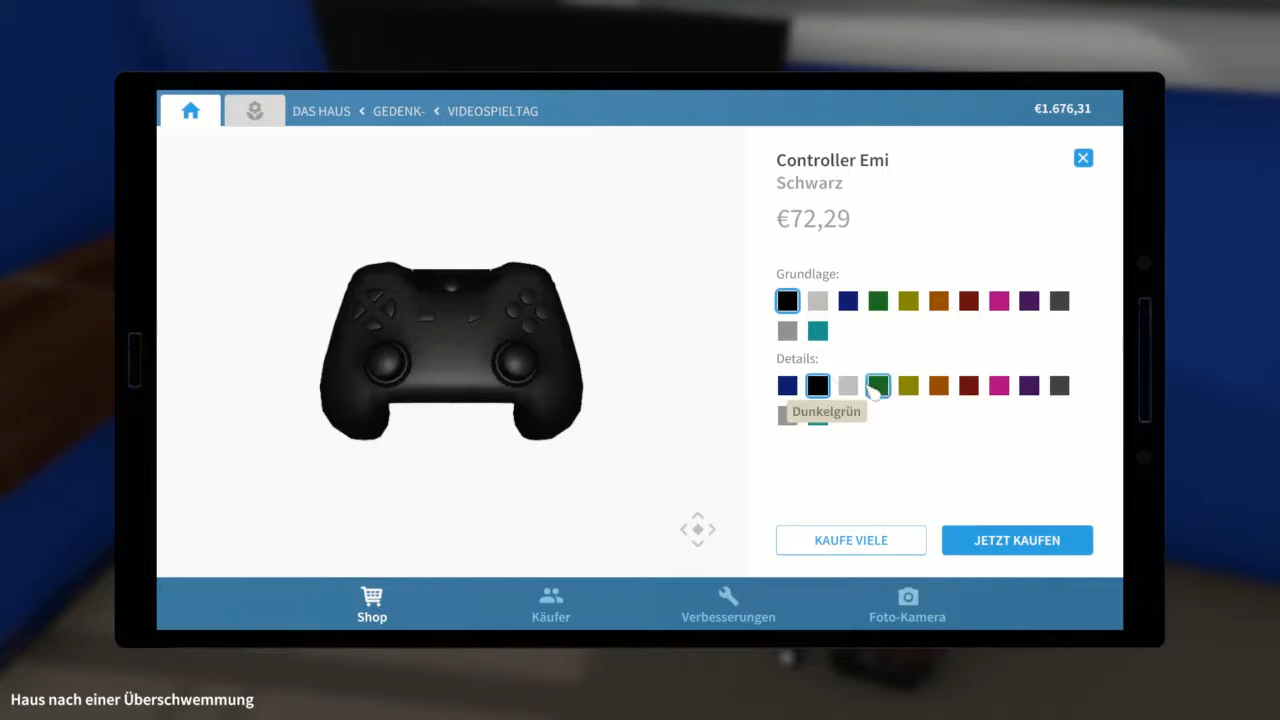 DAS HAUS < GEDENK- < VIDEOSPIELTAG
€1.676,31
Controller Emi
Schwarz
€72,29
Grundlage:
Details:
Dunkelgrün
KAUFE VIELE
JETZT KAUFEN
Shop
Käufer
Verbesserungen
Foto-Kamera
Haus nach einer Überschwemmung